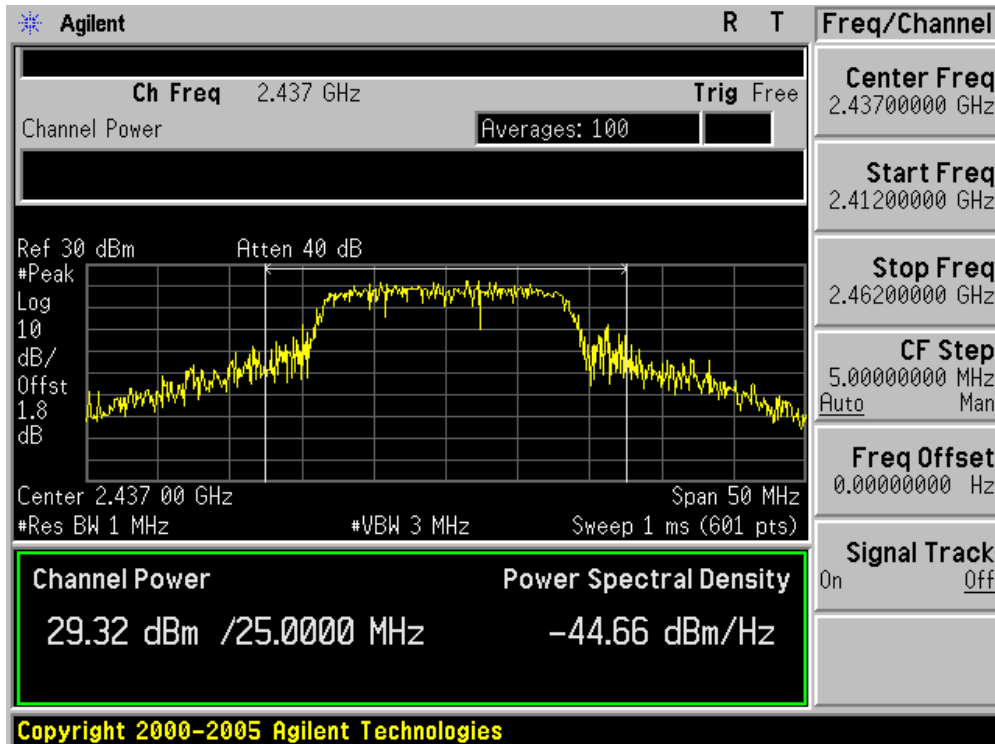 Agilent R T
Ch Freq 2.437 GHz Trig Free
Channel Power Averages: 100
Ref 30 dBm Atten 40 dB
#Peak
Log
10
dB/
Offst
1.8
dB
Center 2.437 00 GHz Span 50 MHz
#Res BW 1 MHz #VBW 3 MHz Sweep 1 ms (601 pts)
Channel Power Power Spectral Density
29.32 dBm /25.0000 MHz -44.66 dBm/Hz
Copyright 2000-2005 Agilent Technologies
Freq/Channel
Center Freq
2.43700000 GHz
Start Freq
2.41200000 GHz
Stop Freq
2.46200000 GHz
CF Step
5.00000000 MHz
Auto Man
Freq Offset
0.00000000 Hz
Signal Track
On Off